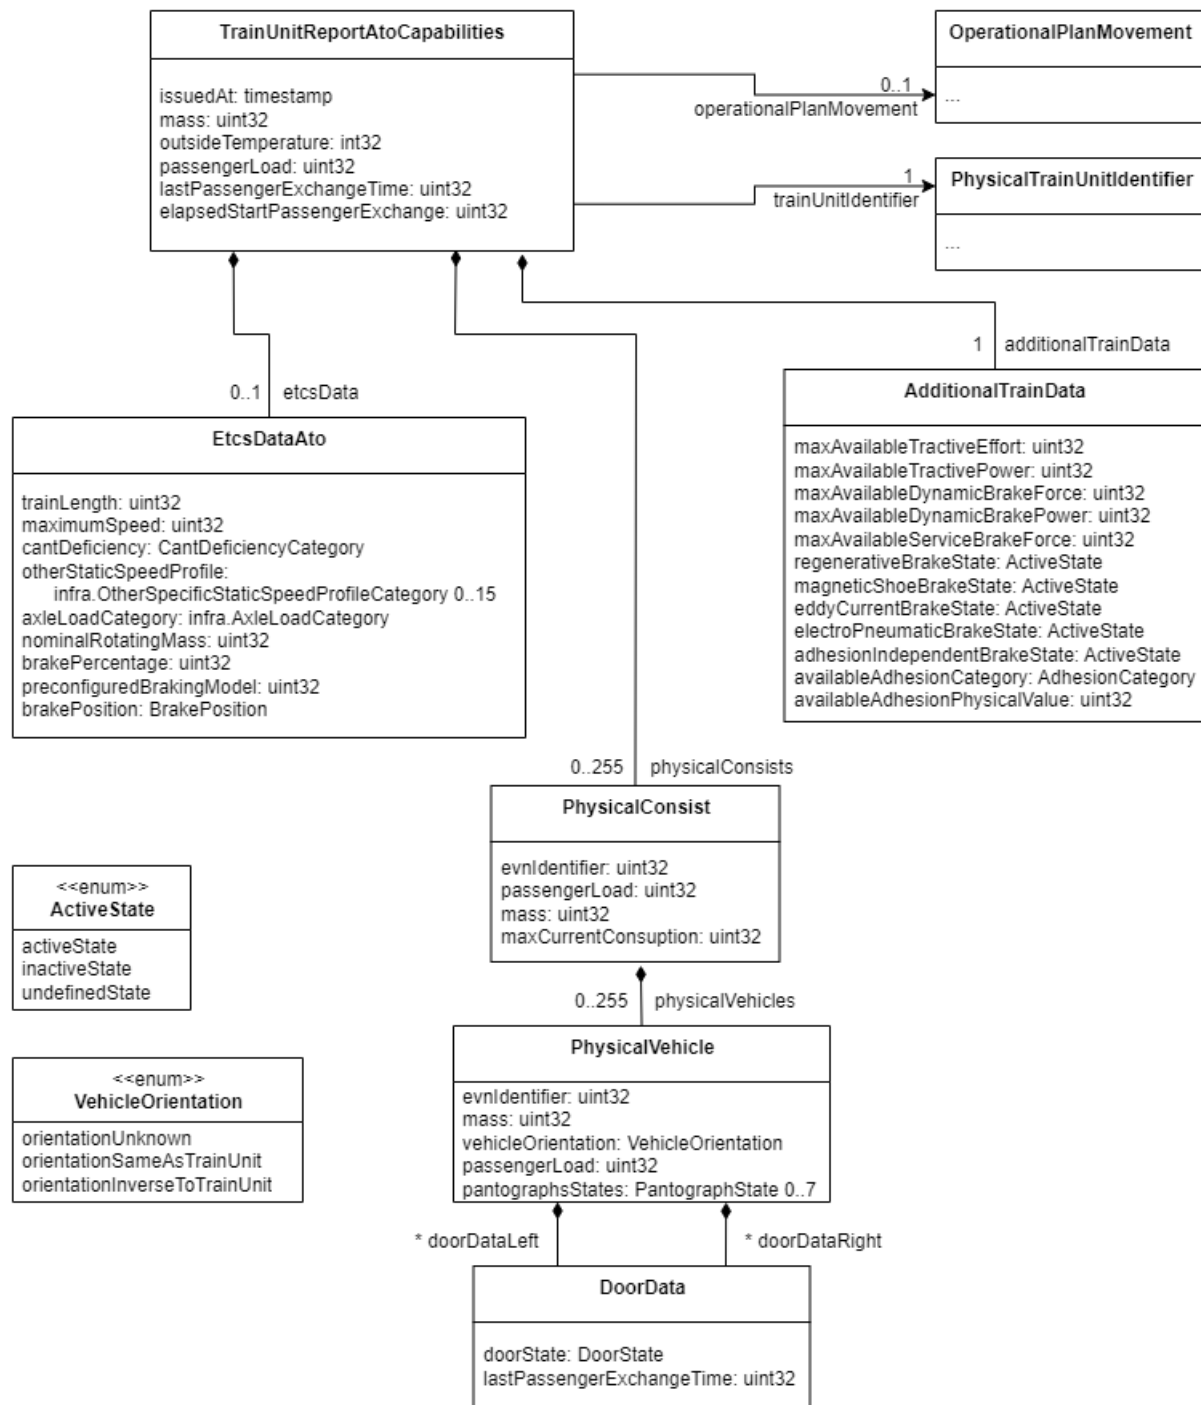 TrainUnitReportAtoCapabilities
issuedAt: timestamp
mass: uint32
outsideTemperature: int32
passengerLoad: uint32
lastPassengerExchangeTime: uint32
elapsedStartPassengerExchange: uint32
OperationalPlanMovement
...
0..1
operationalPlanMovement
PhysicalTrainUnitIdentifier
...
1
trainUnitIdentifier
0..1 etcsData
1 additionalTrainData
EtcsDataAto
trainLength: uint32
maximumSpeed: uint32
cantDeficiency: CantDeficiencyCategory
otherStaticSpeedProfile:
infra.OtherSpecificStaticSpeedProfileCategory 0..15
axleLoadCategory: infra.AxleLoadCategory
nominalRotatingMass: uint32
brakePercentage: uint32
preconfiguredBrakingModel: uint32
brakePosition: BrakePosition
AdditionalTrainData
maxAvailableTractiveEffort: uint32
maxAvailableTractivePower: uint32
maxAvailableDynamicBrakeForce: uint32
maxAvailableDynamicBrakePower: uint32
maxAvailableServiceBrakeForce: uint32
regenerativeBrakeState: ActiveState
magneticShoeBrakeState: ActiveState
eddyCurrentBrakeState: ActiveState
electroPneumaticBrakeState: ActiveState
adhesionIndependentBrakeState: ActiveState
availableAdhesionCategory: AdhesionCategory
availableAdhesionPhysicalValue: uint32
0..255 physicalConsists
PhysicalConsist
evnIdentifier: uint32
passengerLoad: uint32
mass: uint32
maxCurrentConsuption: uint32
<<enum>>
ActiveState
activeState
inactiveState
undefinedState
0..255 physicalVehicles
PhysicalVehicle
evnIdentifier: uint32
mass: uint32
vehicleOrientation: VehicleOrientation
passengerLoad: uint32
pantographsStates: PantographState 0..7
<<enum>>
VehicleOrientation
orientationUnknown
orientationSameAsTrainUnit
orientationInverseToTrainUnit
* doorDataLeft
* doorDataRight
DoorData
doorState: DoorState
lastPassengerExchangeTime: uint32